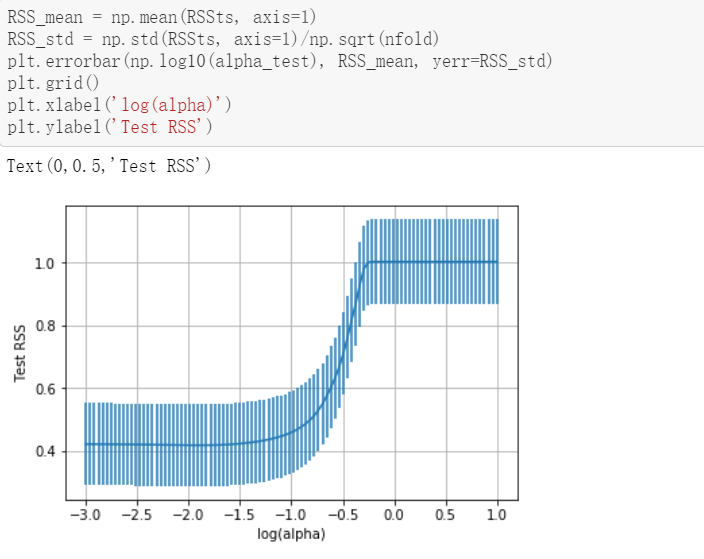 RSS_mean = np.mean(RSSts, axis=1)
RSS_std = np.std(RSSts, axis=1)/np.sqrt(nfold)
plt.errorbar(np.log10(alpha_test), RSS_mean, yerr=RSS_std)
plt.grid()
plt.xlabel('log(alpha)')
plt.ylabel('Test RSS')
Text(0,0.5,'Test RSS')
1.0
0.8
0.6
0.4
Test RSS
−3.0 −2.5 −2.0 −1.5 −1.0 −0.5 0.0 0.5 1.0
log(alpha)